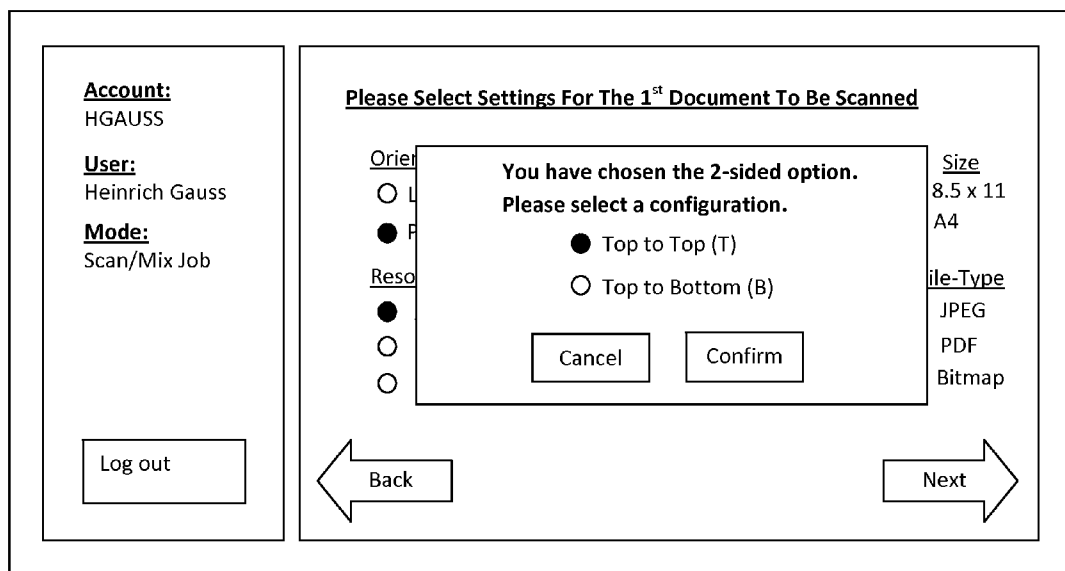 Account:
HGAUSS
User:
Heinrich Gauss
Mode:
Scan/Mix Job
Log out
Please Select Settings For The 1st Document To Be Scanned
Size
8.5 x 11
A4
JPEG
PDF
Bitmap
You have chosen the 2-sided option.
Please select a configuration.
Top to Top (T)
Top to Bottom (B)
Cancel
Confirm
Back
Next